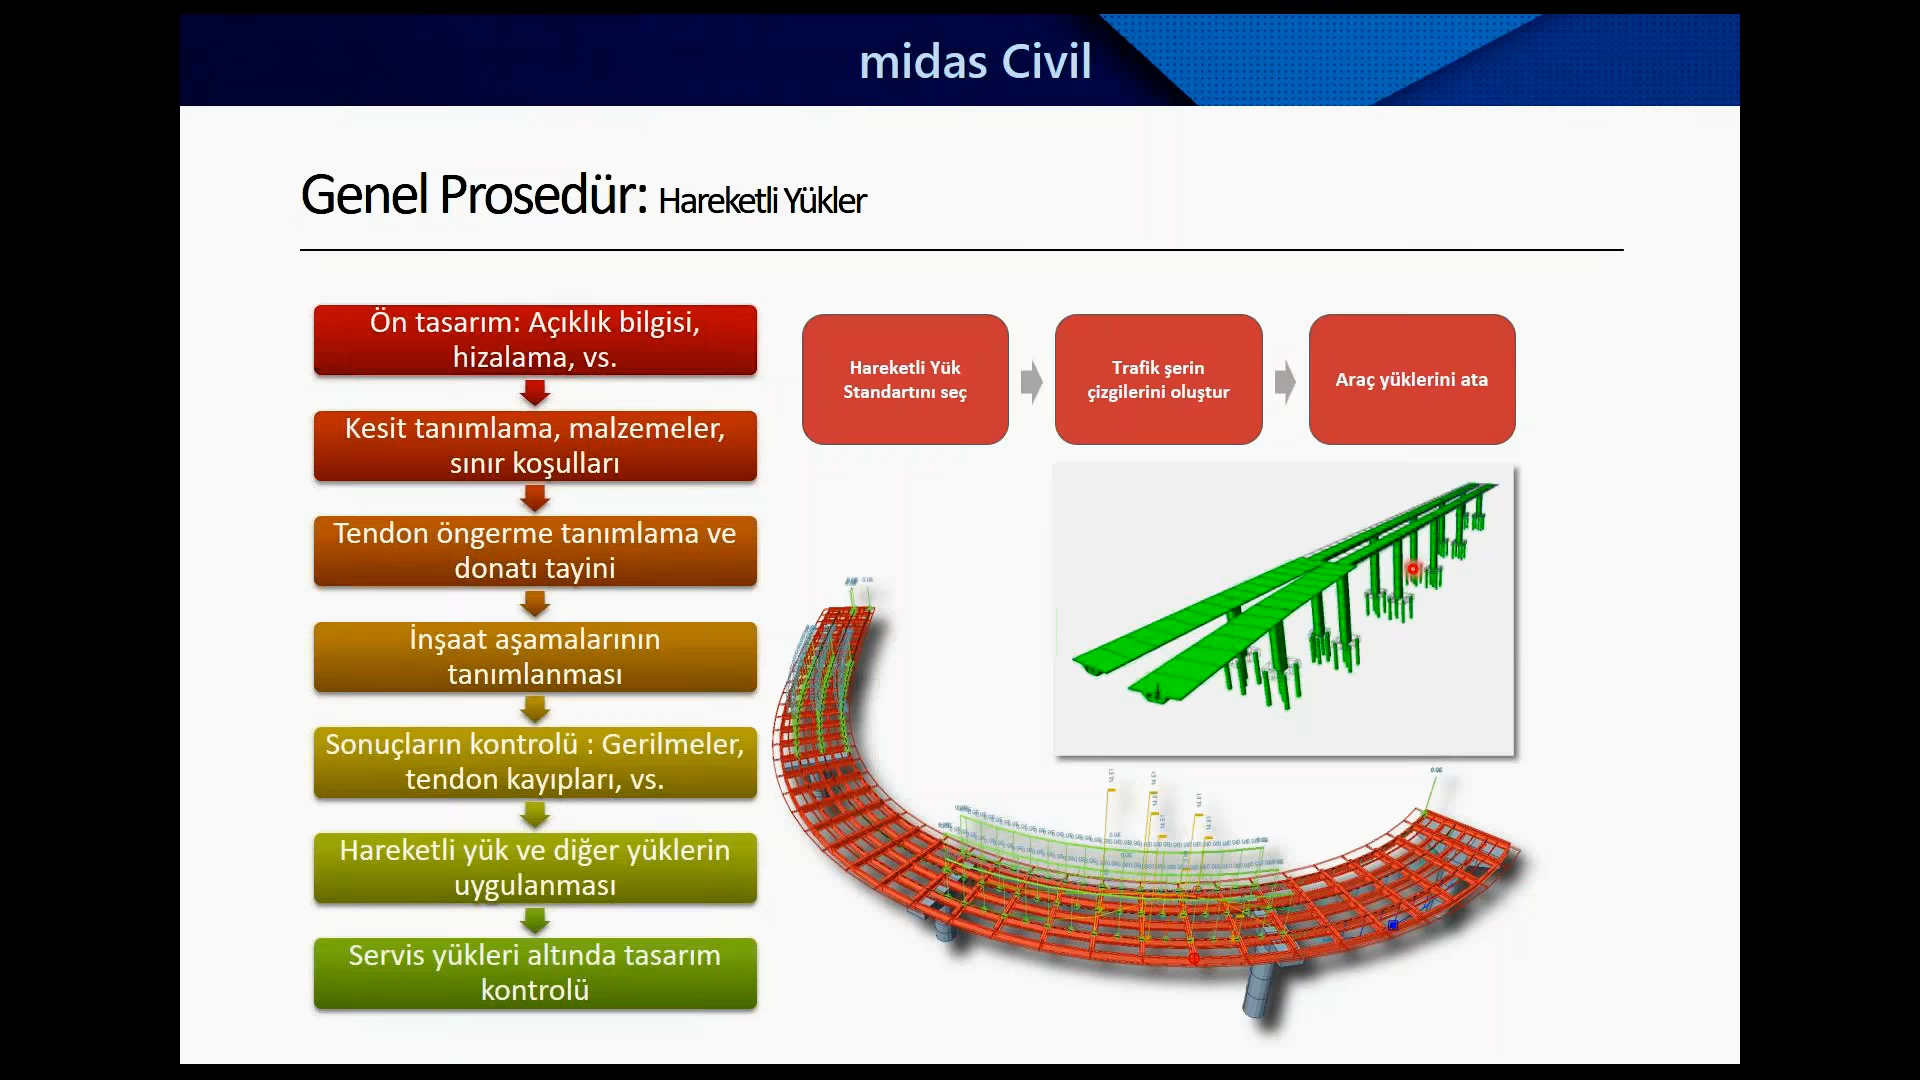 midas Civil
Genel Prosedür: Hareketli Yükler
Ön tasarım: Açıklık bilgisi,
hizalama, vs.
Kesit tanımlama, malzemeler,
sınır koşulları
Tendon öngerme tanımlama ve
donatı tayini
İnşaat aşamalarının
tanımlanması
Sonuçların kontrolü : Gerilmeler,
tendon kayıpları, vs.
Hareketli yük ve diğer yüklerin
uygulanması
Servis yükleri altında tasarım
kontrolü
Hareketli Yük
Standartını seç
Trafik şerin
çizgilerini oluştur
Araç yüklerini ata